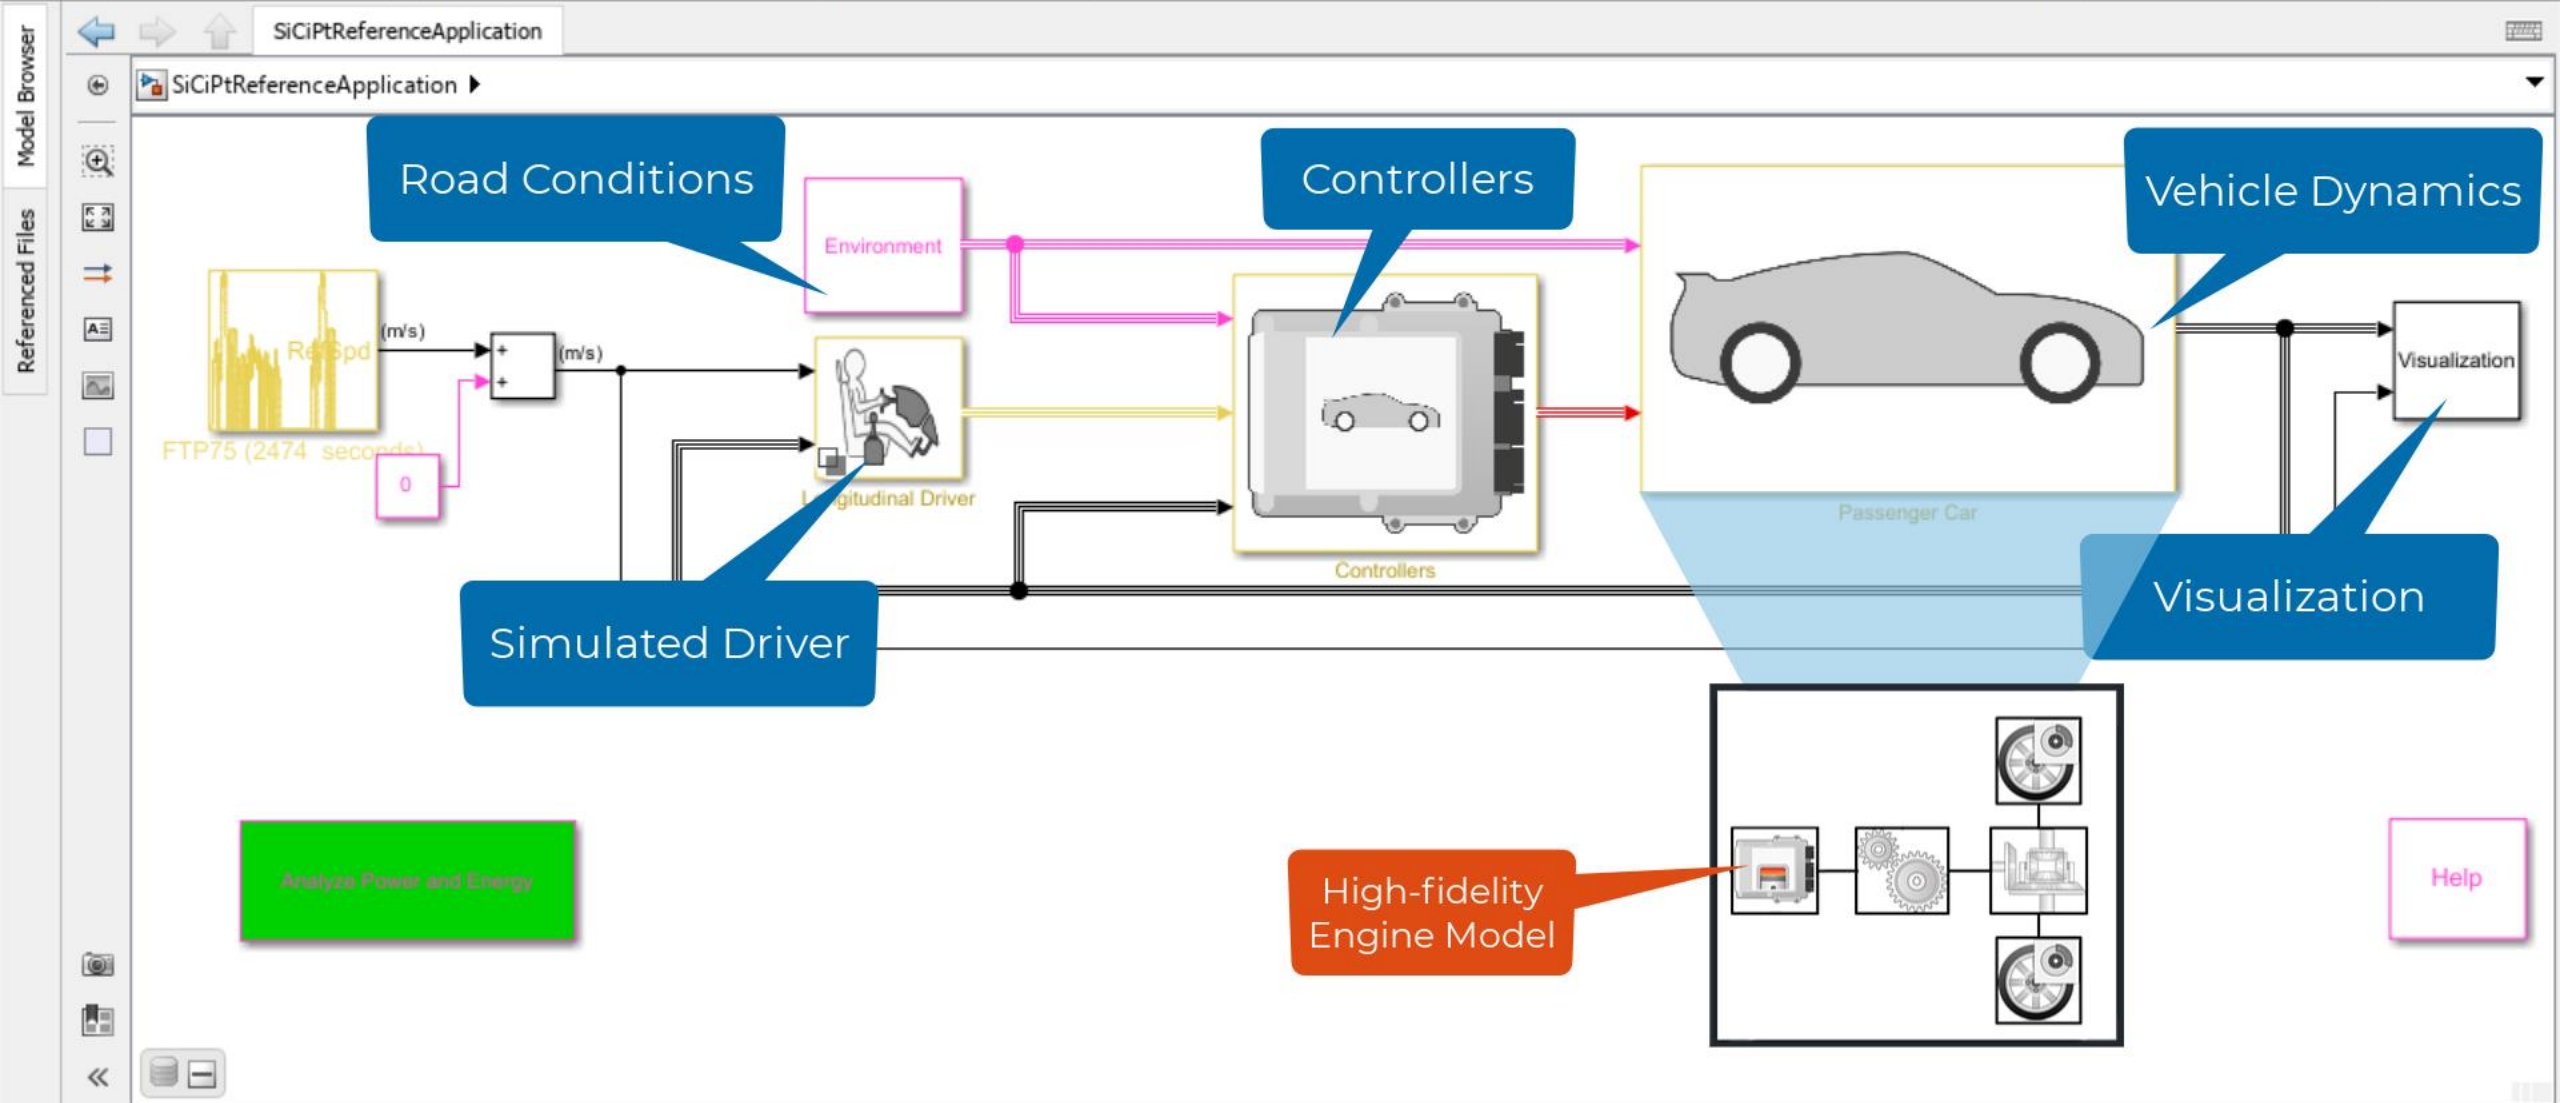 SiCiPtReferenceApplication
Model Browser
Referenced Files
SiCiPtReferenceApplication
Road Conditions
Controllers
Vehicle Dynamics
Environment
RefSpd
(m/s)
+
+
(m/s)
FTP75 (2474 seconds)
0
Longitudinal Driver
Controllers
Passenger Car
Visualization
Simulated Driver
Visualization
High-fidelity
Engine Model
Analyze Power and Energy
Help